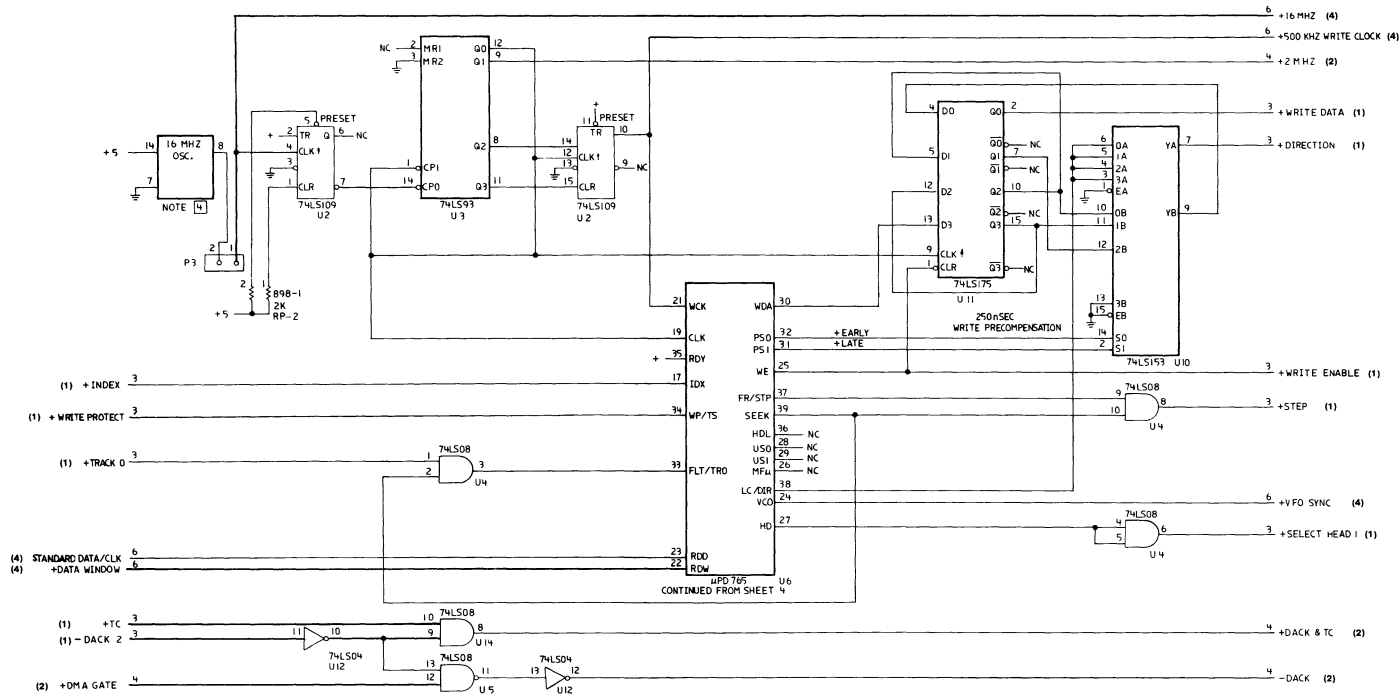 6 +16 MHZ (4)
6 +500 KHZ WRITE CLOCK (4)
4 +2 MHZ (2)
3 +WRITE DATA (1)
3 +DIRECTION (1)
+5 14 16 MHZ OSC. 8
7
NOTE 4
P3 2 1
5 PRESET
+ 2 TR Q 6 NC
4 CLK↑
3
1 CLR 7
74LS109
U2
2 1 898-1
2K
RP-2
+5
NC 2 MR1 Q0 12
3 MR2 Q1 9
Q2 8
1 CP1
14 CP0 Q3 11
74LS93
U3
+
11 PRESET
TR 10
14
12 CLK↑
13 9 NC
15 CLR
74LS109
U2
4 D0 Q0 2
Q0 NC
5 D1 Q1 7
Q1 NC
12 D2 Q2 10
Q2 NC
13 D3 Q3 15
9 CLK↑
1 CLR Q3 NC
74LS175
U11
250nSEC
WRITE PRECOMPENSATION
6 0A YA 7
5 1A
4 2A
3 3A
1 EA
10 0B YB 9
11 1B
12 2B
13 3B
15 EB
14 S0
2 S1
74LS153 U10
21 WCK WDA 30
19 CLK PS0 32 +EARLY
PS1 31 +LATE
+ 35 RDY
WE 25
17 IDX
FR/STP 37
34 WP/TS SEEK 39
HDL 36 NC
US0 28 NC
US1 29 NC
MFμ 26 NC
33 FLT/TR0
LC/DIR 38
VCO 24
HD 27
23 RDD
22 RDW
μPD 765 U6
CONTINUED FROM SHEET 4
(1) +INDEX 3
(1) +WRITE PROTECT 3
(1) +TRACK 0 3
74LS08
1
2 3
U4
(4) STANDARD DATA/CLK 6
(4) +DATA WINDOW 6
3 +WRITE ENABLE (1)
74LS08
9
10 8
U4
3 +STEP (1)
6 +VFO SYNC (4)
74LS08
4
5 6
U4
3 +SELECT HEAD 1 (1)
(1) +TC 3
(1) -DACK 2 3
11 10
74LS04
U12
74LS08
10
9 8
U14
4 +DACK & TC (2)
(2) +DMA GATE 4
74LS08
13
12 11
U5
74LS04
13 12
U12
4 -DACK (2)